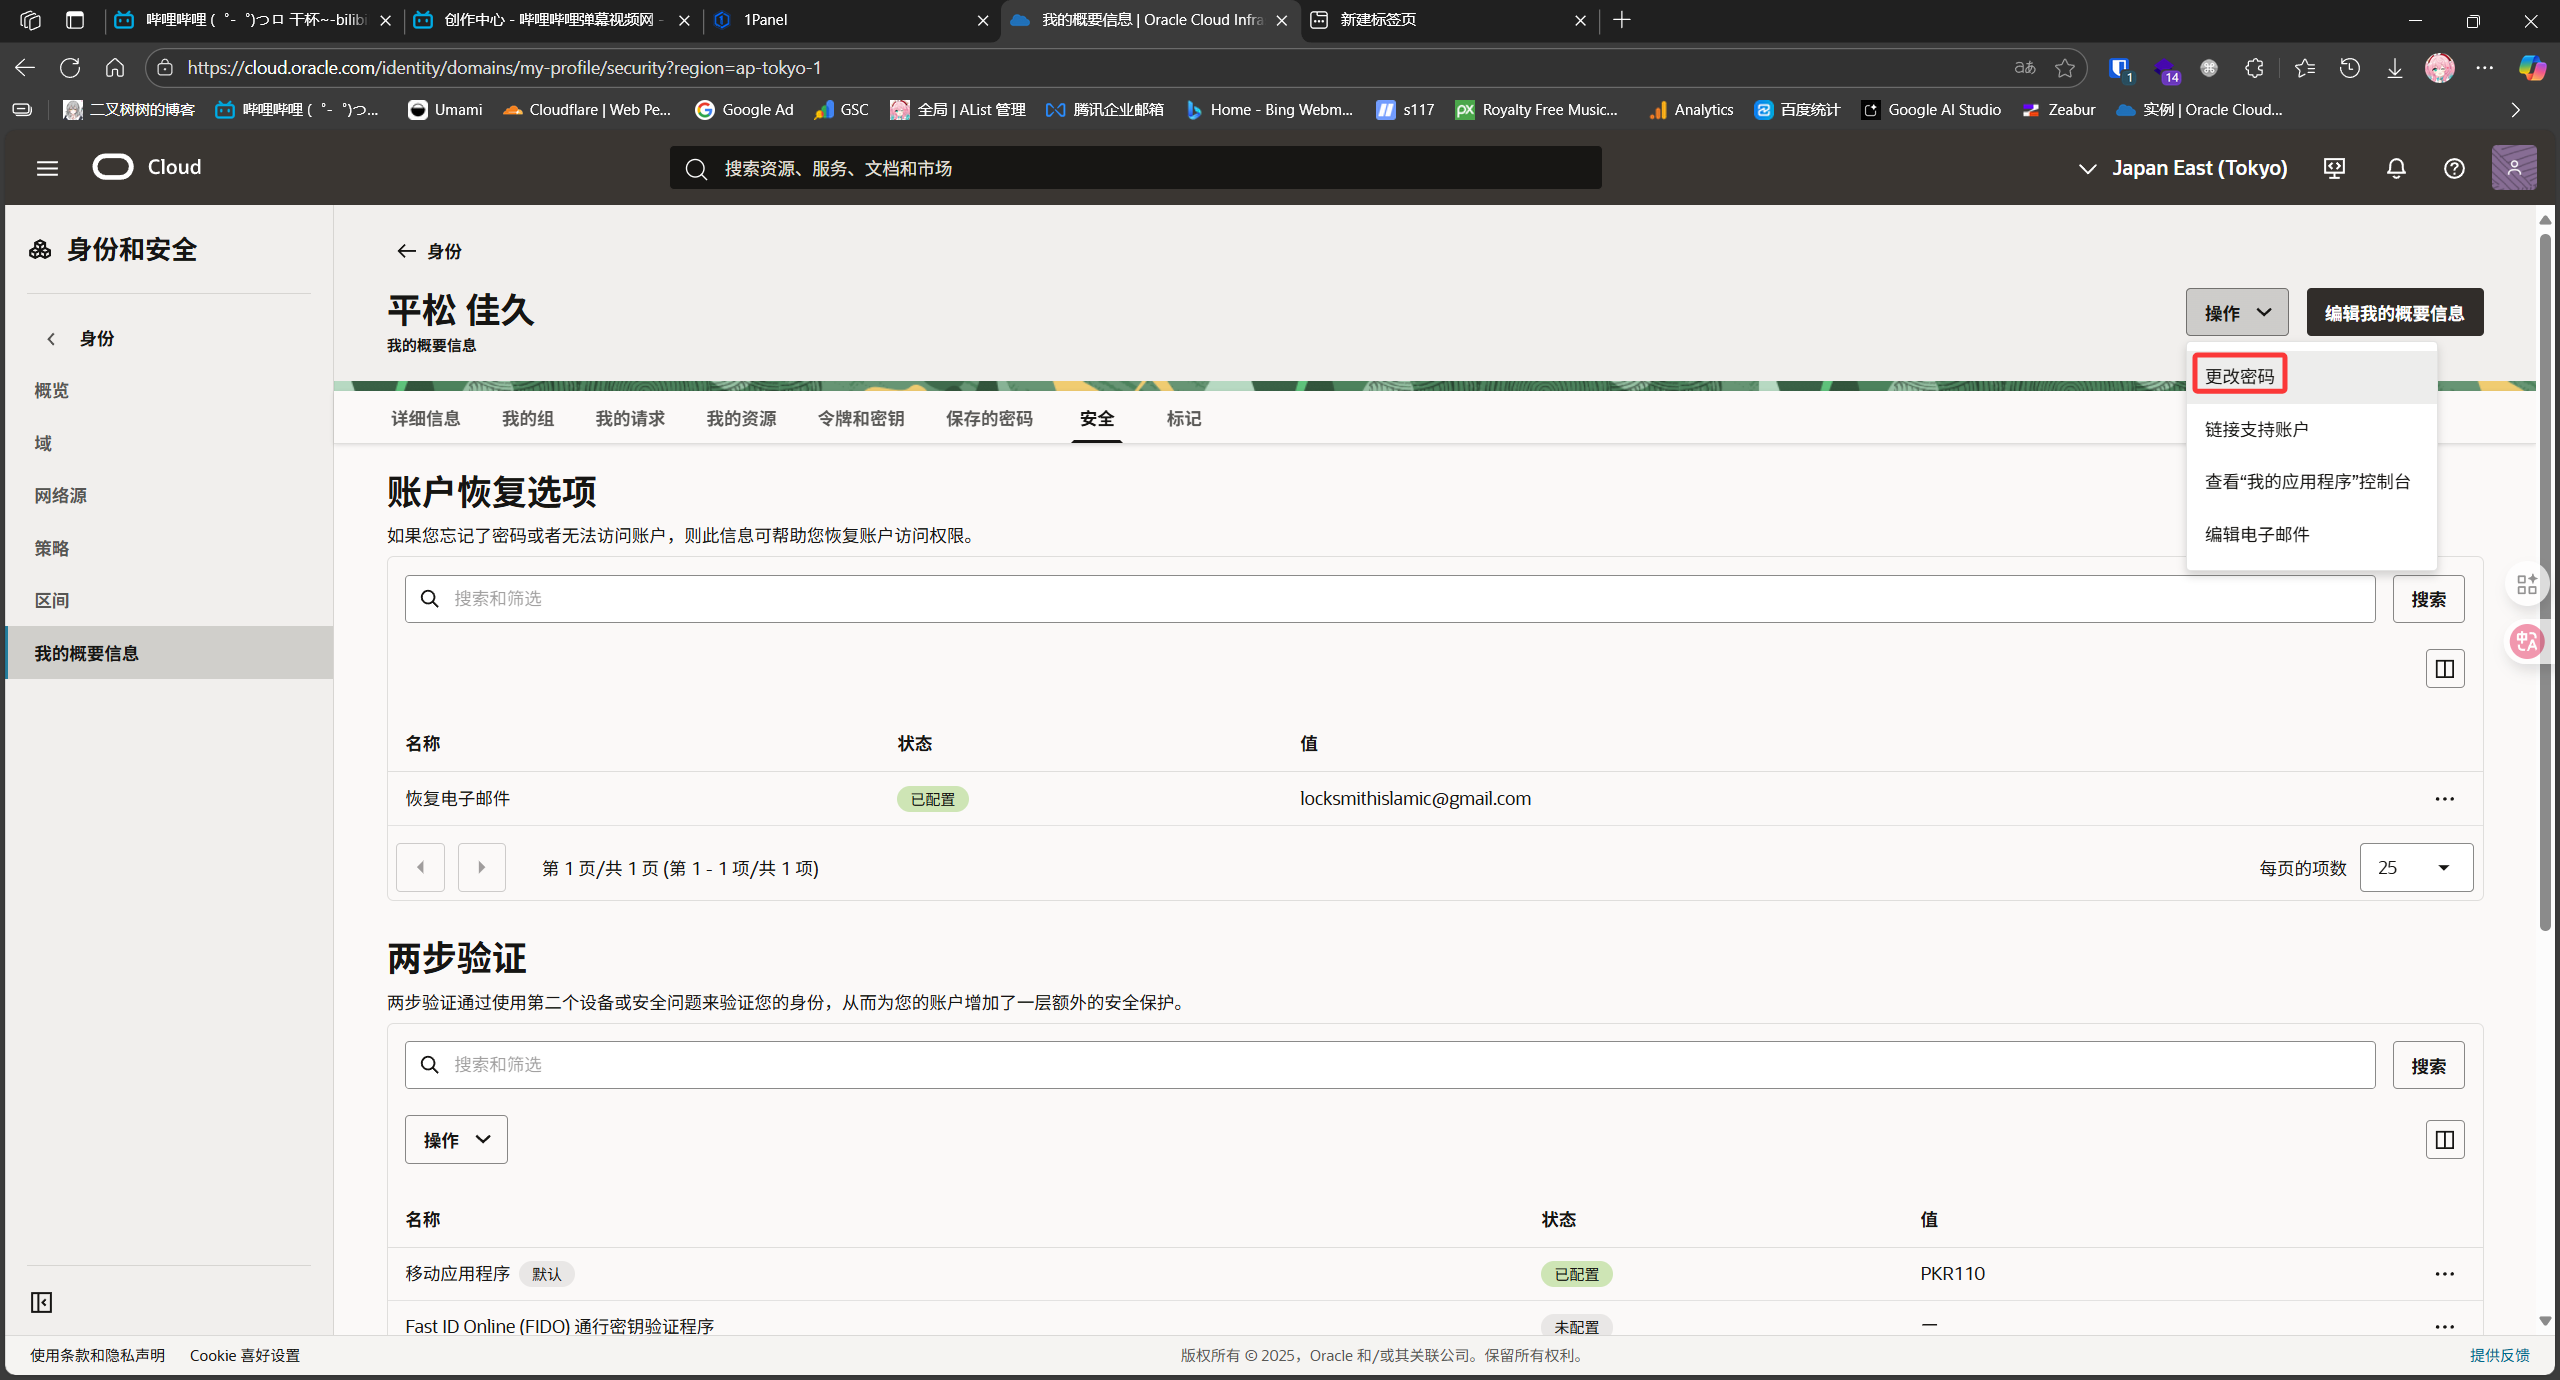 哔哩哔哩 (゜-゜)つロ 干杯~-bilibi
创作中心 - 哔哩哔哩弹幕视频网 -
1Panel
我的概要信息 | Oracle Cloud Infra
新建标签页
https://cloud.oracle.com/identity/domains/my-profile/security?region=ap-tokyo-1
aあ
1
14
二叉树树的博客
哔哩哔哩 (゜-゜)つ...
Umami
Cloudflare | Web Pe...
Google Ad
GSC
全局 | AList 管理
腾讯企业邮箱
Home - Bing Webm...
s117
Royalty Free Music...
Analytics
百度统计
Google AI Studio
Zeabur
实例 | Oracle Cloud...
Cloud
搜索资源、服务、文档和市场
Japan East (Tokyo)
身份和安全
身份
概览
域
网络源
策略
区间
我的概要信息
身份
平松 佳久
我的概要信息
操作
编辑我的概要信息
更改密码
链接支持账户
查看“我的应用程序”控制台
编辑电子邮件
详细信息
我的组
我的请求
我的资源
令牌和密钥
保存的密码
安全
标记
账户恢复选项
如果您忘记了密码或者无法访问账户，则此信息可帮助您恢复账户访问权限。
搜索和筛选
搜索
名称
状态
值
恢复电子邮件
已配置
locksmithislamic@gmail.com
第 1 页/共 1 页 (第 1 - 1 项/共 1 项)
每页的项数
25
两步验证
两步验证通过使用第二个设备或安全问题来验证您的身份，从而为您的账户增加了一层额外的安全保护。
搜索和筛选
搜索
操作
名称
状态
值
移动应用程序
默认
已配置
PKR110
Fast ID Online (FIDO) 通行密钥验证程序
未配置
—
使用条款和隐私声明
Cookie 喜好设置
版权所有 © 2025，Oracle 和/或其关联公司。保留所有权利。
提供反馈